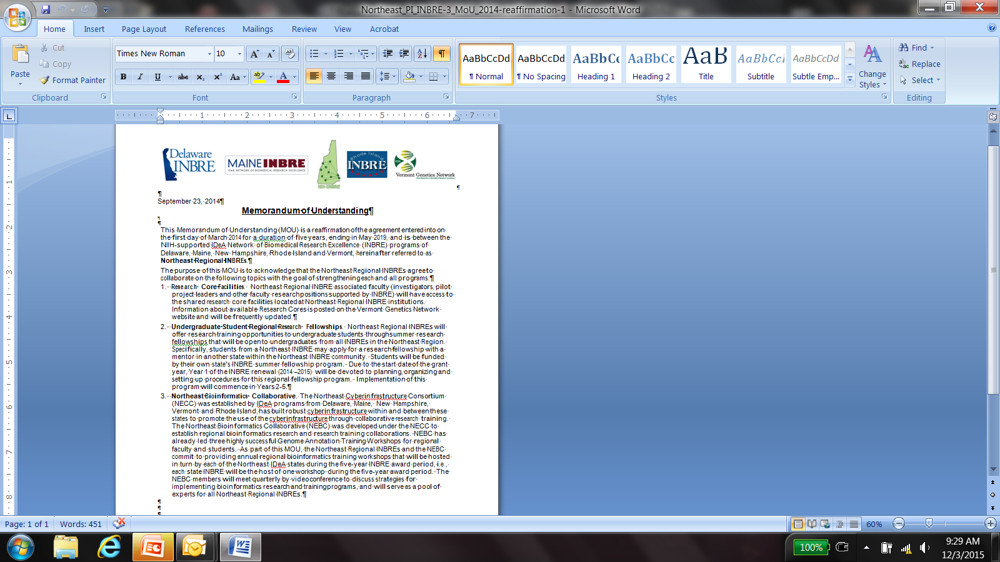 Northeast_PI_INBRE-3_MoU_2014-reaffirmation-1 - Microsoft Word
Home Insert Page Layout References Mailings Review View Acrobat
Paste
Cut
Copy
Format Painter
Clipboard
Times New Roman 10
Font
Paragraph
AaBbCcDd AaBbCcDd AaBbCc AaBbCc AaB AaBbCcI AaBbCcDd
¶ Normal ¶ No Spacing Heading 1 Heading 2 Title Subtitle Subtle Emp...
Styles
Change Styles
Find
Replace
Select
Editing
1 2 3 4 5 6 7
Delaware INBRE
MAINE INBRE
IDeA NETWORK OF BIOMEDICAL RESEARCH EXCELLENCE
NH-INBRE
Rhode Island INBRE
VGN
Vermont Genetics Network
September 23, 2014¶
Memorandum of Understanding¶
This Memorandum of Understanding (MOU) is a reaffirmation of the agreement entered into on
the first day of March 2014 for a duration of five years, ending in May 2019, and is between the
NIH-supported IDeA Network of Biomedical Research Excellence (INBRE) programs of
Delaware, Maine, New Hampshire, Rhode Island and Vermont, hereinafter referred to as
Northeast Regional INBREs.¶
The purpose of this MOU is to acknowledge that the Northeast Regional INBREs agree to
collaborate on the following topics with the goal of strengthening each and all programs:¶
1. Research Core Facilities. Northeast Regional INBRE associated faculty (investigators, pilot
project leaders and other faculty research positions supported by INBRE) will have access to
the shared research core facilities located at Northeast Regional INBRE institutions.
Information about available Research Cores is posted on the Vermont Genetics Network
website and will be frequently updated.¶
2. Undergraduate Student Regional Research Fellowships. Northeast Regional INBREs will
offer research training opportunities to undergraduate students through summer research
fellowships that will be open to undergraduates from all INBREs in the Northeast Region.
Specifically, students from a Northeast INBRE may apply for a research fellowship with a
mentor in another state within the Northeast INBRE community. Students will be funded
by their own state's INBRE summer fellowship program. Due to the start date of the grant
year, Year 1 of the INBRE renewal (2014 –2015) will be devoted to planning, organizing and
setting up procedures for this regional fellowship program. Implementation of this
program will commence in Years 2-5.¶
3. Northeast Bioinformatics Collaborative. The Northeast Cyberinfrastructure Consortium
(NECC) was established by IDeA programs from Delaware, Maine, New Hampshire,
Vermont and Rhode Island, has built robust cyberinfrastructure within and between these
states to promote the use of the cyberinfrastructure through collaborative research training.
The Northeast Bioinformatics Collaborative (NEBC) was developed under the NECC to
establish regional bioinformatics research and research training collaborations. NEBC has
already led three highly successful Genome Annotation Training Workshops for regional
faculty and students. As part of this MOU, the Northeast Regional INBREs and the NEBC
commit to providing annual regional bioinformatics training workshops that will be hosted
in turn by each of the Northeast IDeA states during the five-year INBRE award period, i.e.,
each state INBRE will be the host of one workshop during the five-year award period. The
NEBC members will meet quarterly by videoconference to discuss strategies for
implementing bioinformatics research and training programs, and will serve as a pool of
experts for all Northeast Regional INBREs.¶
Page: 1 of 1 Words: 451 60%
100%
9:29 AM
12/3/2015